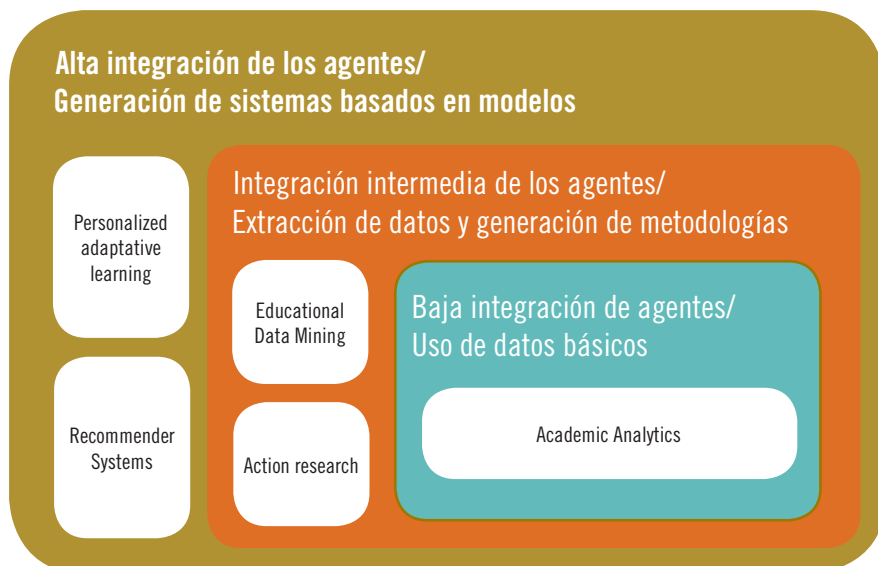 Alta integración de los agentes/
Generación de sistemas basados en modelos
Personalized
adaptative
learning
Recommender
Systems
Integración intermedia de los agentes/
Extracción de datos y generación de metodologías
Educational
Data Mining
Action research
Baja integración de agentes/
Uso de datos básicos
Academic Analytics